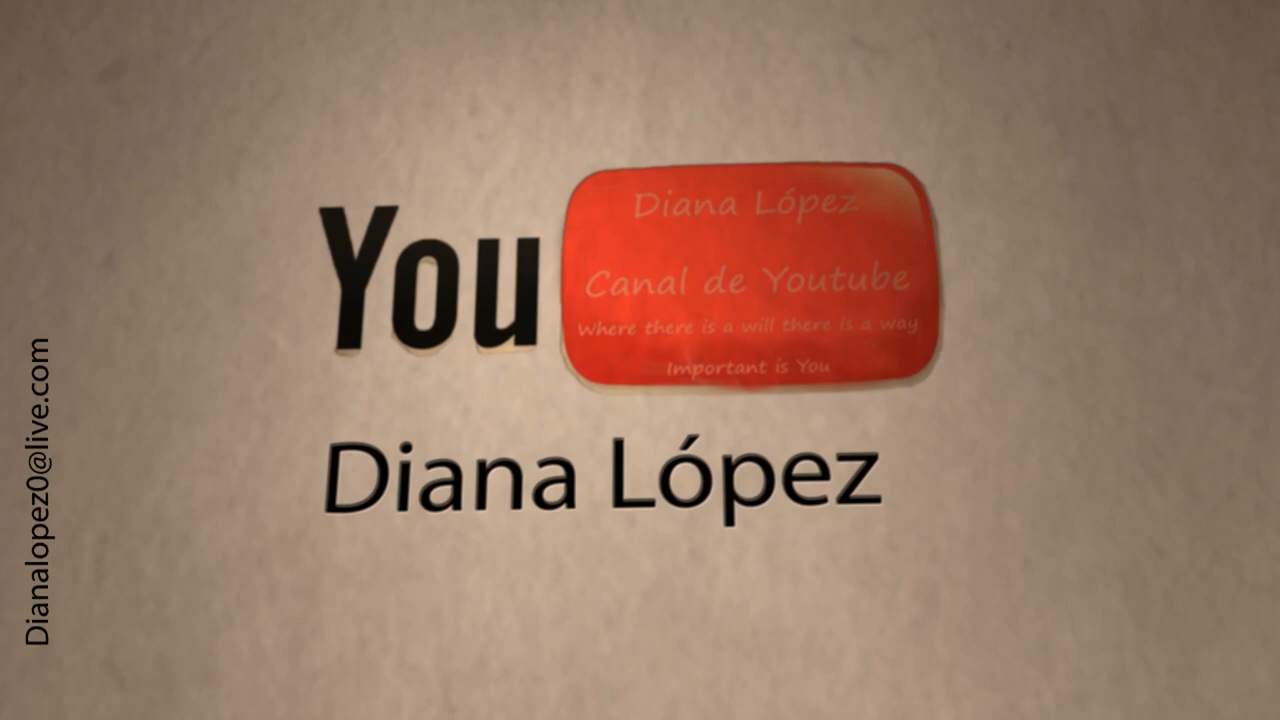 You
Diana López
Canal de Youtube
Where there is a will there is a way
Important is You
Diana López
Dianalopez0@live.com